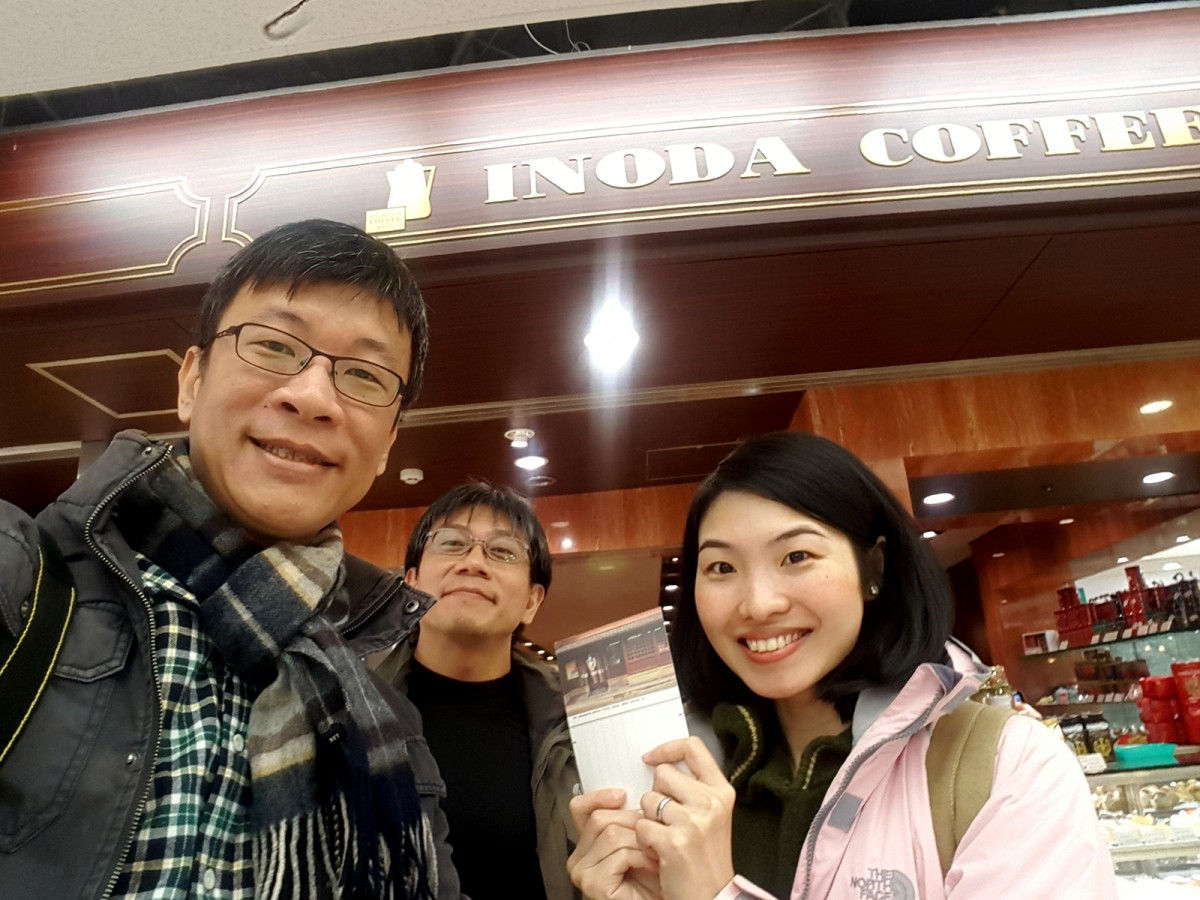 INODA COFFEE
THE
NORTH
FACE